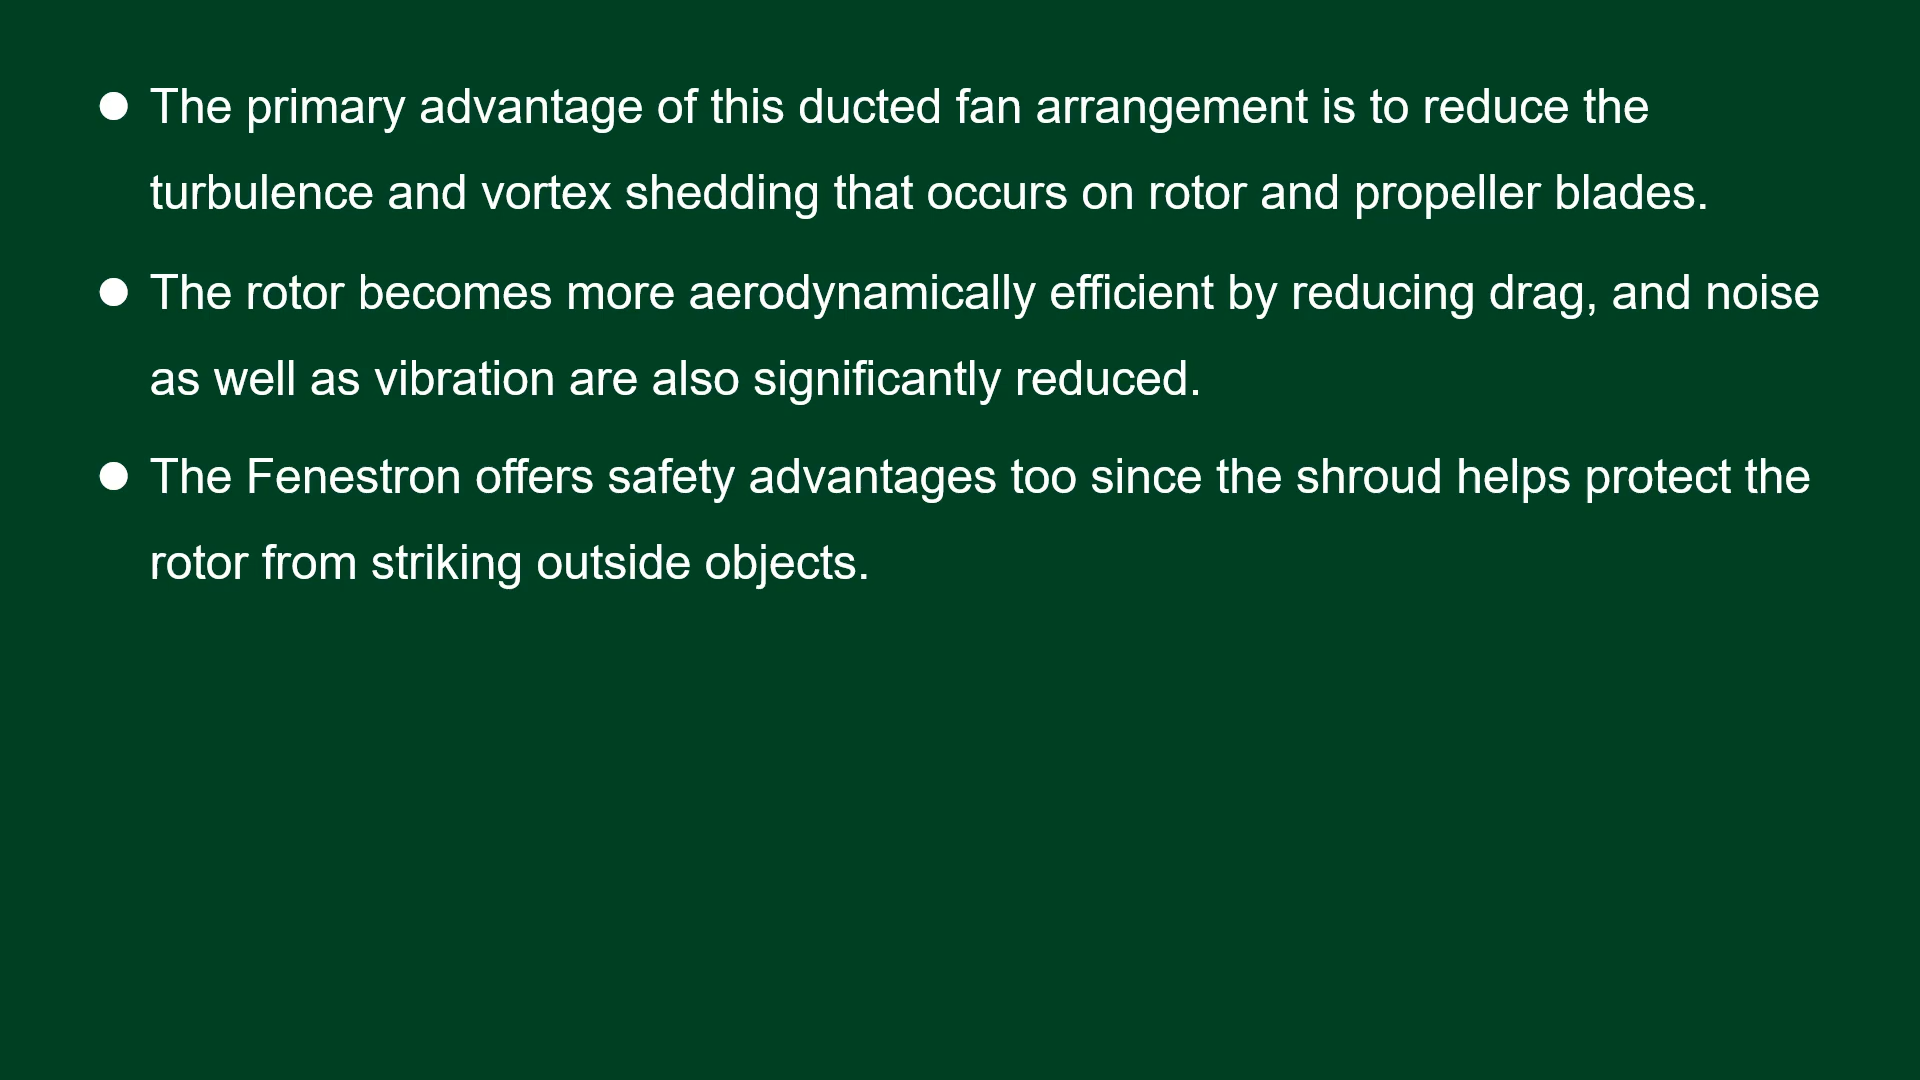 ● The primary advantage of this ducted fan arrangement is to reduce the
turbulence and vortex shedding that occurs on rotor and propeller blades.
● The rotor becomes more aerodynamically efficient by reducing drag, and noise
as well as vibration are also significantly reduced.
● The Fenestron offers safety advantages too since the shroud helps protect the
rotor from striking outside objects.